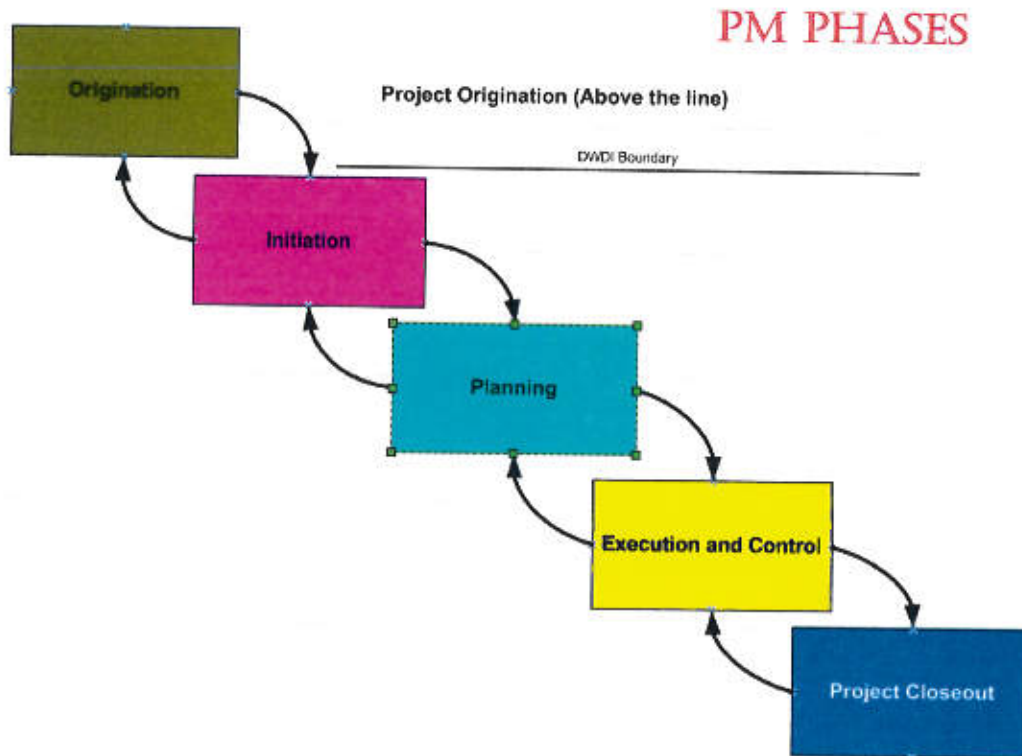 PM PHASES
Origination
Project Origination (Above the line)
DWDI Boundary
Initiation
Planning
Execution and Control
Project Closeout